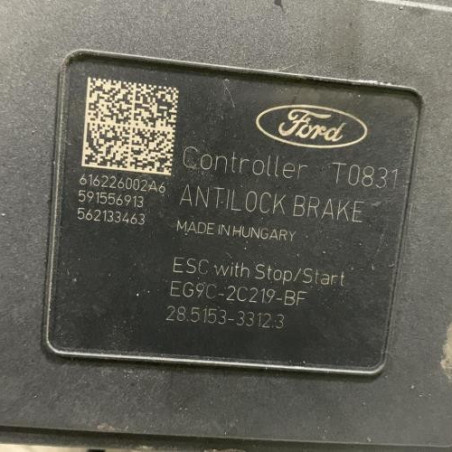 Ford
Controller T0831
616226002A6
591556913
562133463
ANTILOCK BRAKE
MADE IN HUNGARY
ESC with Stop/Start
EG9C-2C219-BF
28.5153-3312.3